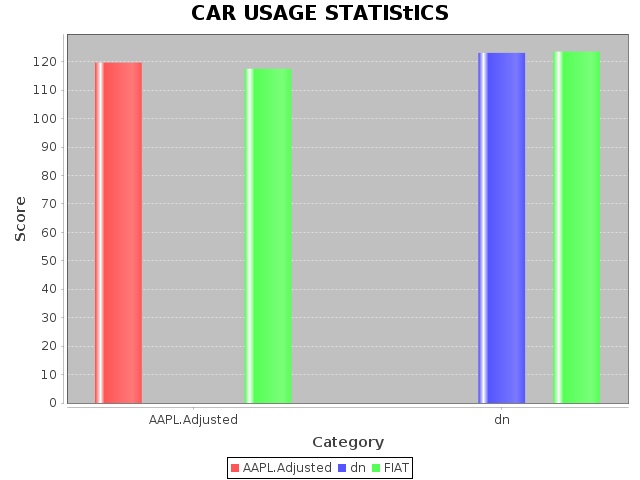 CAR USAGE STATIStICS
120
110
100
90
80
70
60
50
40
30
20
10
0
Score
AAPL.Adjusted dn
Category
AAPL.Adjusted dn FIAT